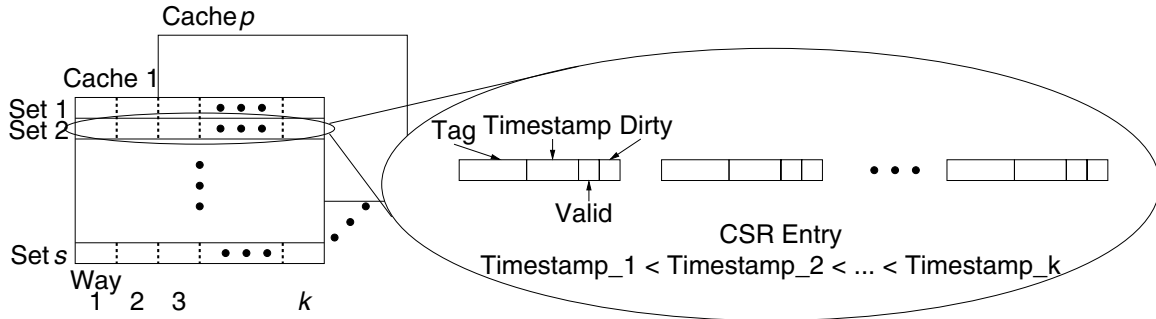 Cache p
Cache 1
Set 1
Set 2
Set s
Way
1 2 3 k
Tag Timestamp Dirty
Valid
CSR Entry
Timestamp_1 < Timestamp_2 < ... < Timestamp_k